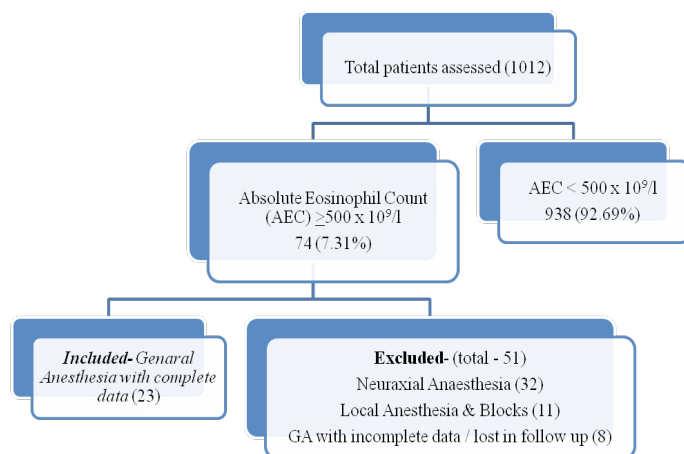 Total patients assessed (1012)
Absolute Eosinophil Count
(AEC) ≥500 x 10⁹/l
74 (7.31%)
AEC < 500 x 10⁹/l
938 (92.69%)
Included- Genaral
Anesthesia with complete
data (23)
Excluded- (total - 51)
Neuraxial Anaesthesia (32)
Local Anesthesia & Blocks (11)
GA with incomplete data / lost in follow up (8)